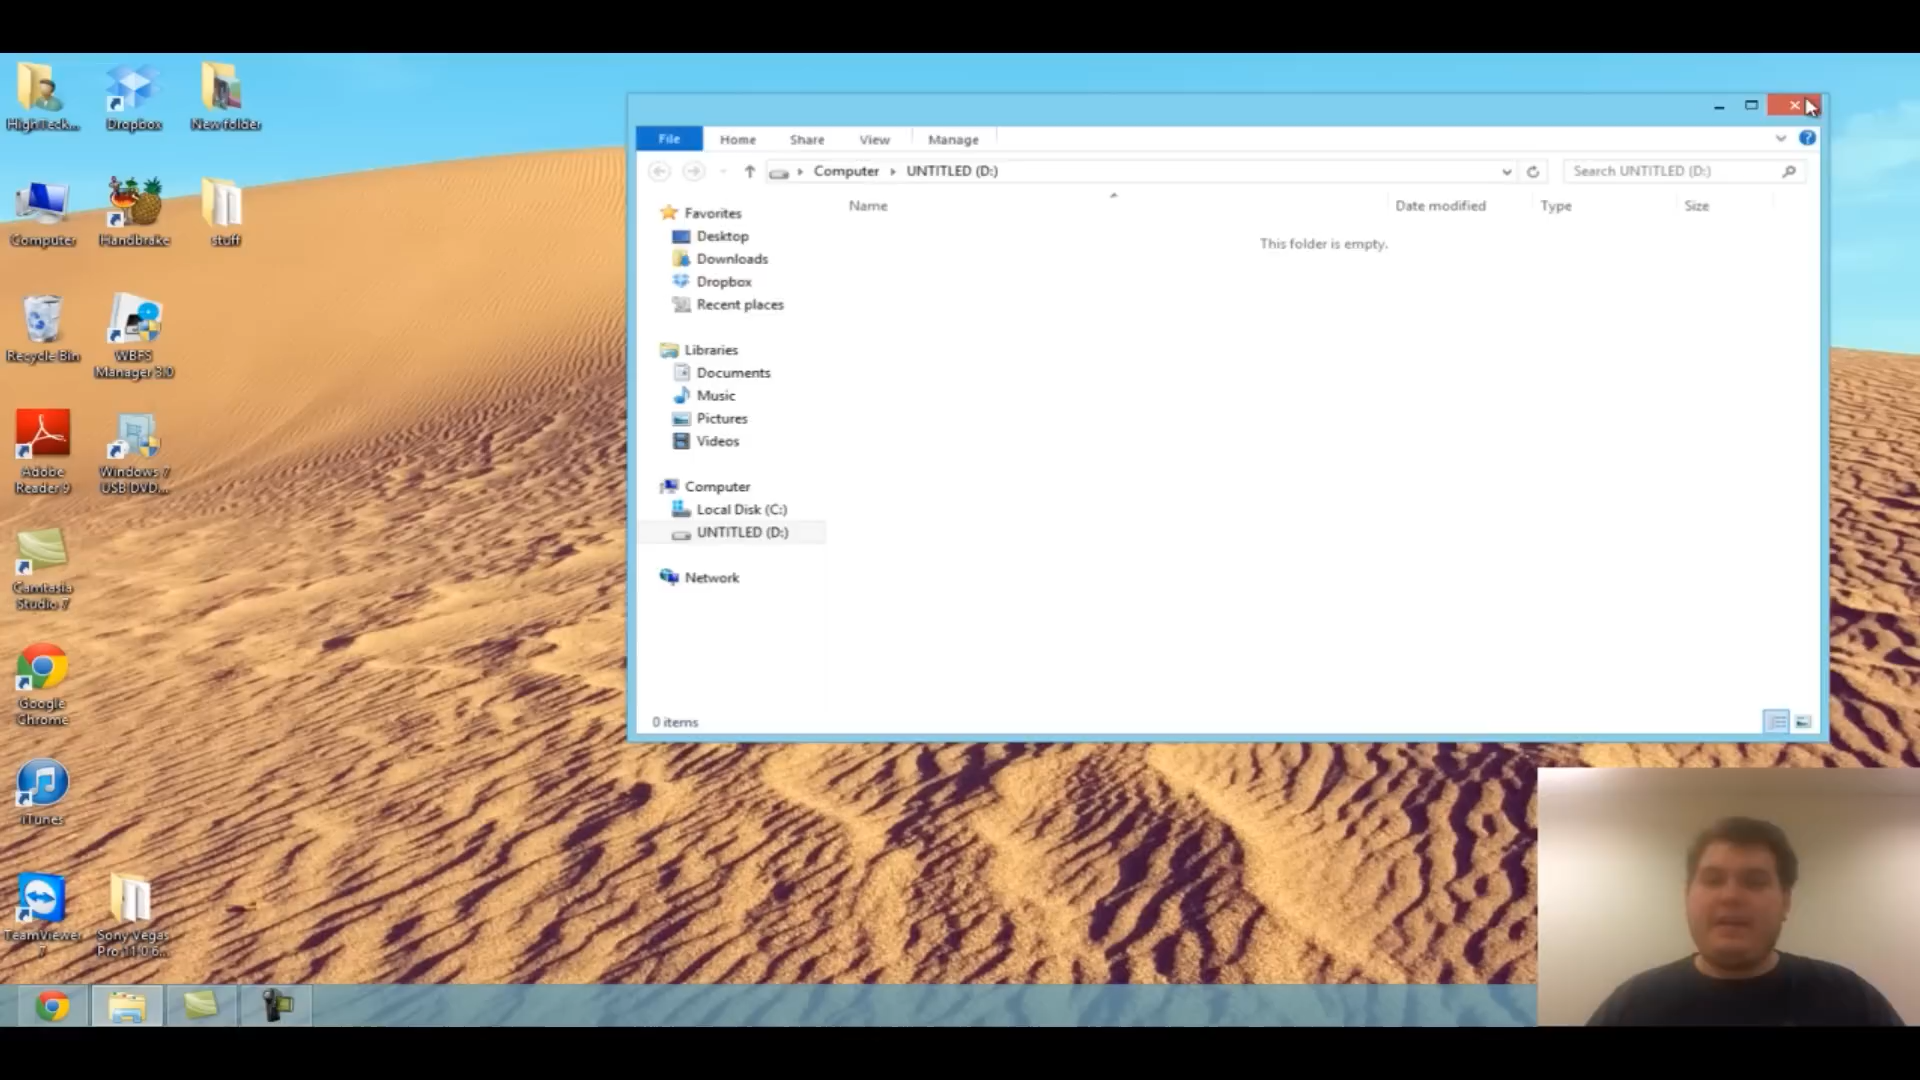 HighTeck...
Dropbox
New folder
Computer
Handbrake
stuff
Recycle Bin
WBFS
Manager 3.0
Adobe
Reader 9
Windows 7
USB DVD...
Camtasia
Studio 7
Google
Chrome
iTunes
TeamViewer
7
Sony Vegas
Pro 11.0.6...
File
Home
Share
View
Manage
Computer
UNTITLED (D:)
Search UNTITLED (D:)
Name
Date modified
Type
Size
This folder is empty.
Favorites
Desktop
Downloads
Dropbox
Recent places
Libraries
Documents
Music
Pictures
Videos
Computer
Local Disk (C:)
UNTITLED (D:)
Network
0 items